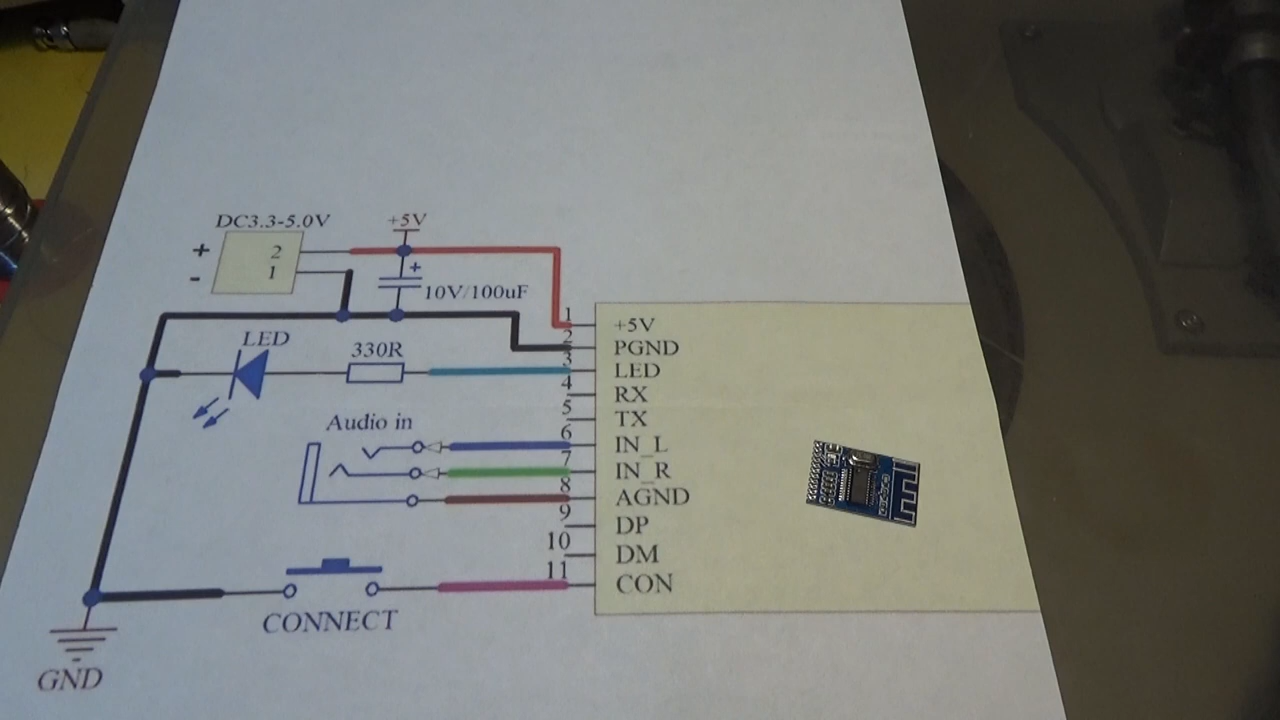 DC3.3-5.0V
+5V
+
2
-
1
+
10V/100uF
LED
330R
Audio in
CONNECT
GND
1
+5V
2
PGND
3
LED
4
RX
5
TX
6
IN_L
7
IN_R
8
AGND
9
DP
10
DM
11
CON